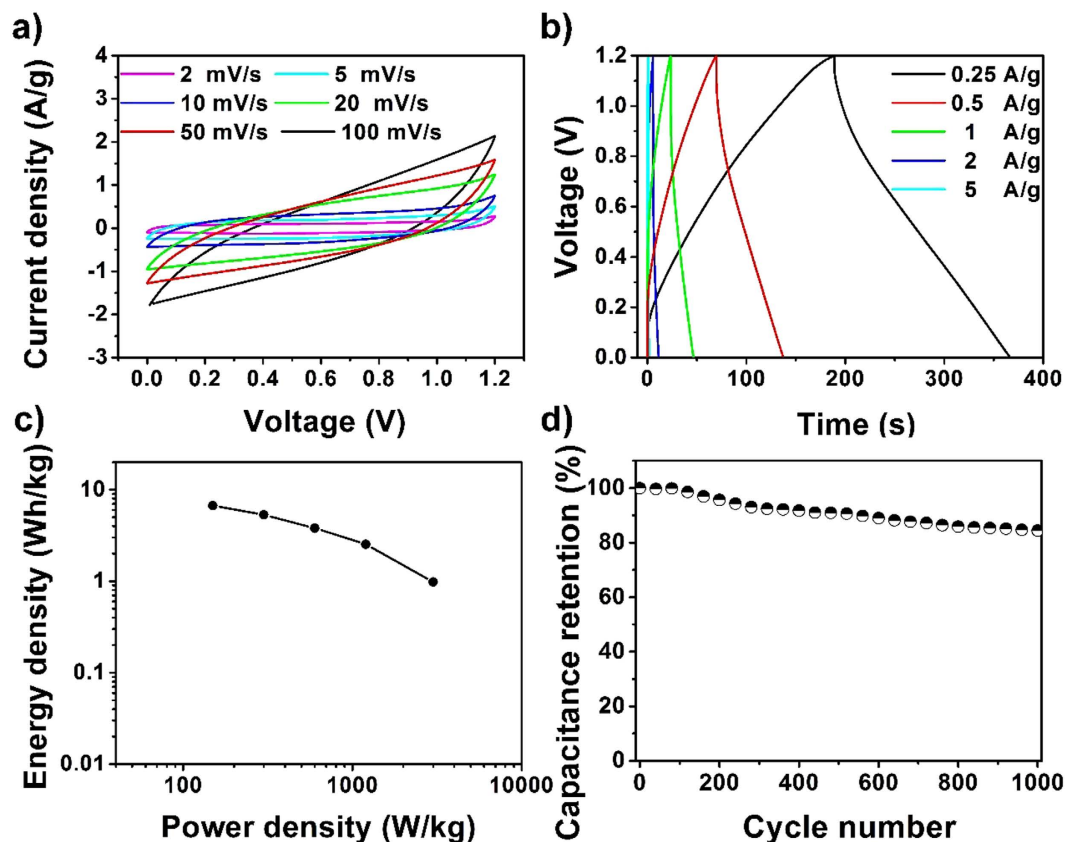 a)
4
3
2
1
0
-1
-2
-3
2 mV/s
5 mV/s
10 mV/s
20 mV/s
50 mV/s
100 mV/s
0.0 0.2 0.4 0.6 0.8 1.0 1.2
Current density (A/g)
Voltage (V)
b)
1.2
1.0
0.8
0.6
0.4
0.2
0.0
0.25 A/g
0.5 A/g
1 A/g
2 A/g
5 A/g
0 100 200 300 400
Voltage (V)
Time (s)
c)
10
1
0.1
0.01
100 1000 10000
Energy density (Wh/kg)
Power density (W/kg)
d)
100
80
60
40
20
0
0 200 400 600 800 1000
Capacitance retention (%)
Cycle number